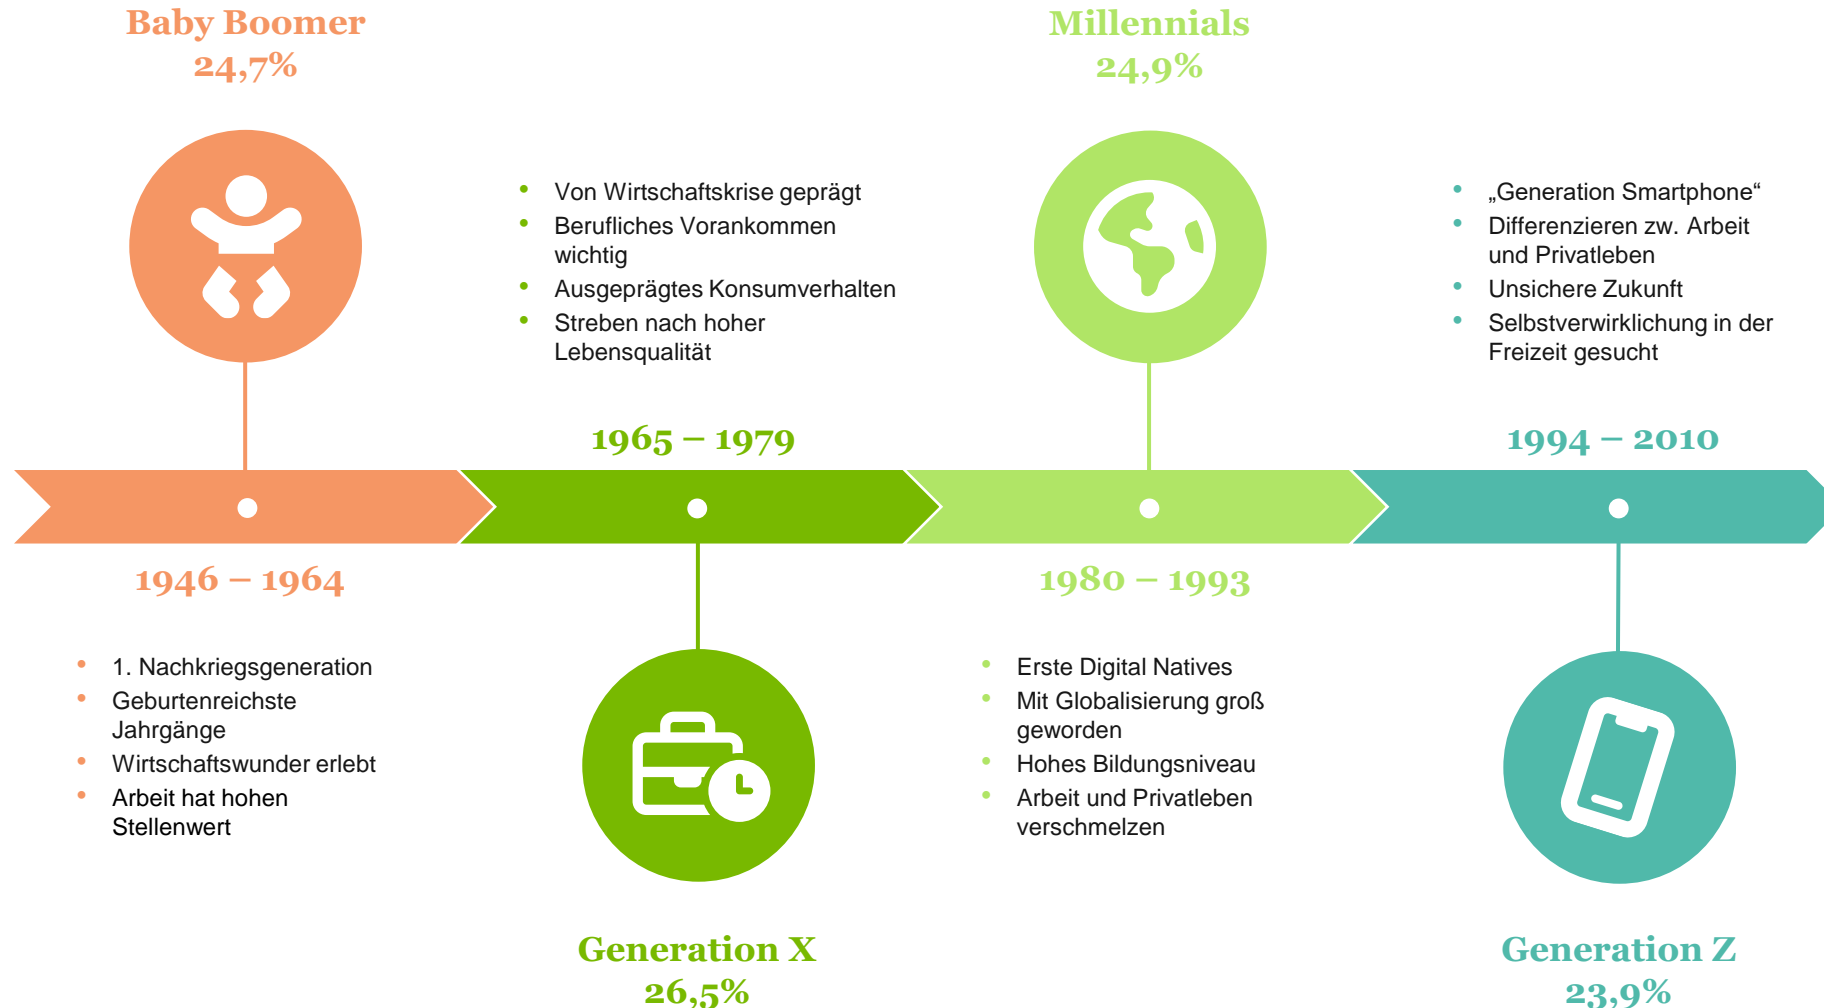 Baby Boomer
24,7%
1946 – 1964
• 1. Nachkriegsgeneration
• Geburtenreichste
Jahrgänge
• Wirtschaftswunder erlebt
• Arbeit hat hohen
Stellenwert
• Von Wirtschaftskrise geprägt
• Berufliches Vorankommen
wichtig
• Ausgeprägtes Konsumverhalten
• Streben nach hoher
Lebensqualität
1965 – 1979
Generation X
26,5%
Millennials
24,9%
1980 – 1993
• Erste Digital Natives
• Mit Globalisierung groß
geworden
• Hohes Bildungsniveau
• Arbeit und Privatleben
verschmelzen
• „Generation Smartphone“
• Differenzieren zw. Arbeit
und Privatleben
• Unsichere Zukunft
• Selbstverwirklichung in der
Freizeit gesucht
1994 – 2010
Generation Z
23,9%